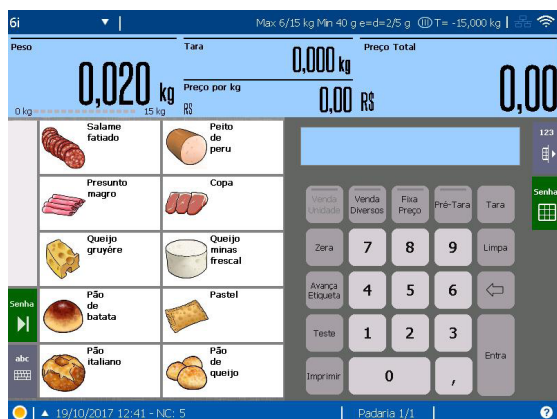 6i
Max 6/15 kg Min 40 g e=d=2/5 g III T= -15,000 kg
Peso
0,020 kg
0 kg 15 kg
Tara
0,000 kg
Preço por kg
R$ 0,00
Preço Total
R$ 0,00
Salame fatiado
Peito de peru
Presunto magro
Copa
Queijo gruyére
Queijo minas frescal
Pão de batata
Pastel
Pão italiano
Pão de queijo
Senha
abc
123
Senha
Venda Unidade
Venda Diversos
Fixa Preço
Pré-Tara
Tara
Zera 7 8 9 Limpa
Avança Etiqueta
4 5 6
Teste 1 2 3
Entra
Imprimir 0 ,
19/10/2017 12:41 - NC: 5
Padaria 1/1
?